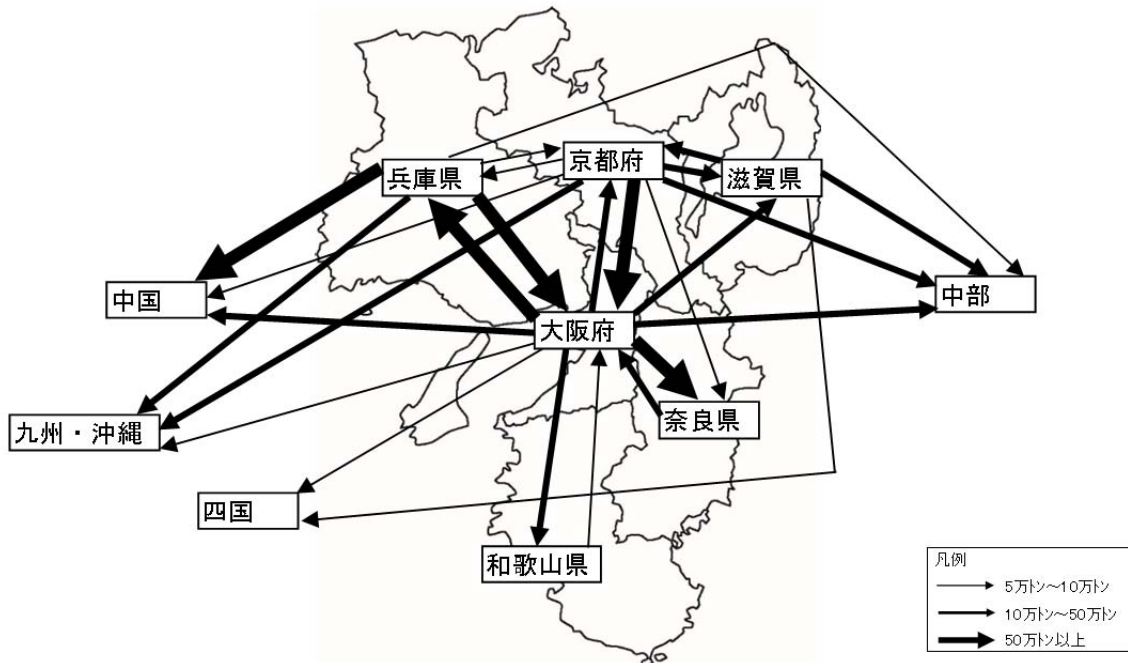 京都府
兵庫県
滋賀県
中国
中部
大阪府
九州・沖縄
奈良県
四国
和歌山県
凡例
5万ﾄﾝ～10万ﾄﾝ
10万ﾄﾝ～50万ﾄﾝ
50万ﾄﾝ以上